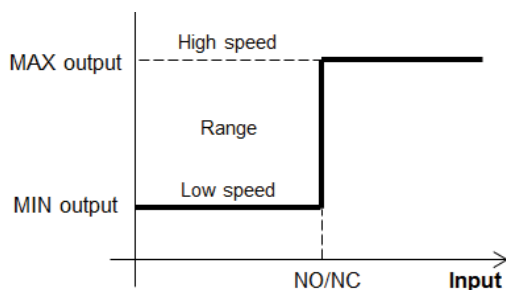 High speed
MAX output
Range
Low speed
MIN output
NO/NC
Input